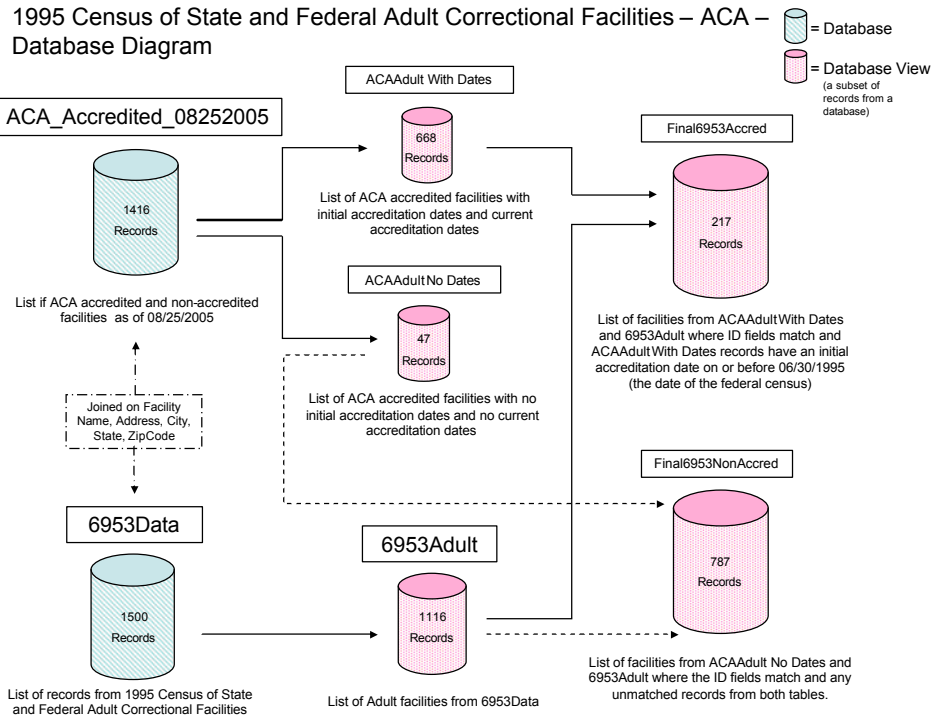 1995 Census of State and Federal Adult Correctional Facilities – ACA –
Database Diagram
= Database
= Database View
(a subset of
records from a
database)
ACA_Accredited_08252005
1416
Records
List if ACA accredited and non-accredited
facilities as of 08/25/2005
ACAAdult With Dates
668
Records
List of ACA accredited facilities with
initial accreditation dates and current
accreditation dates
ACAAdult No Dates
47
Records
List of ACA accredited facilities with no
initial accreditation dates and no current
accreditation dates
Final6953Accred
217
Records
List of facilities from ACAAdult With Dates
and 6953Adult where ID fields match and
ACAAdult With Dates records have an initial
accreditation date on or before 06/30/1995
(the date of the federal census)
Joined on Facility
Name, Address, City,
State, ZipCode
6953Data
1500
Records
List of records from 1995 Census of State
and Federal Adult Correctional Facilities
6953Adult
1116
Records
List of Adult facilities from 6953Data
Final6953NonAccred
787
Records
List of facilities from ACAAdult No Dates and
6953Adult where the ID fields match and any
unmatched records from both tables.